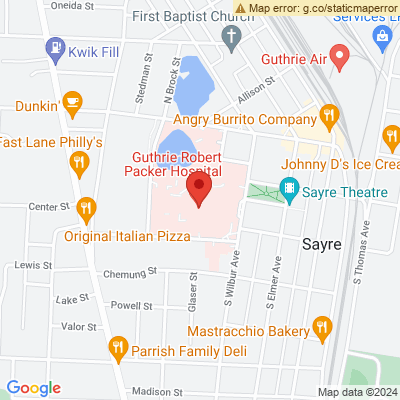 Oneida St
First Baptist Church
Services
Map error: g.co/staticmaperror
Kwik Fill
Stedman St
N Brock St
Guthrie Air
Allison St
Dunkin'
Angry Burrito Company
Fast Lane Philly's
Guthrie Robert
Packer Hospital
Johnny D's Ice Crea
Sayre Theatre
Center St
Original Italian Pizza
Sayre
Lewis St
Chemung St
S Wilbur Ave
S Elmer Ave
S Thomas Ave
Lake St
Glaser St
Powell St
Valor St
Mastracchio Bakery
Parrish Family Deli
Google
Madison St
Map data ©2024